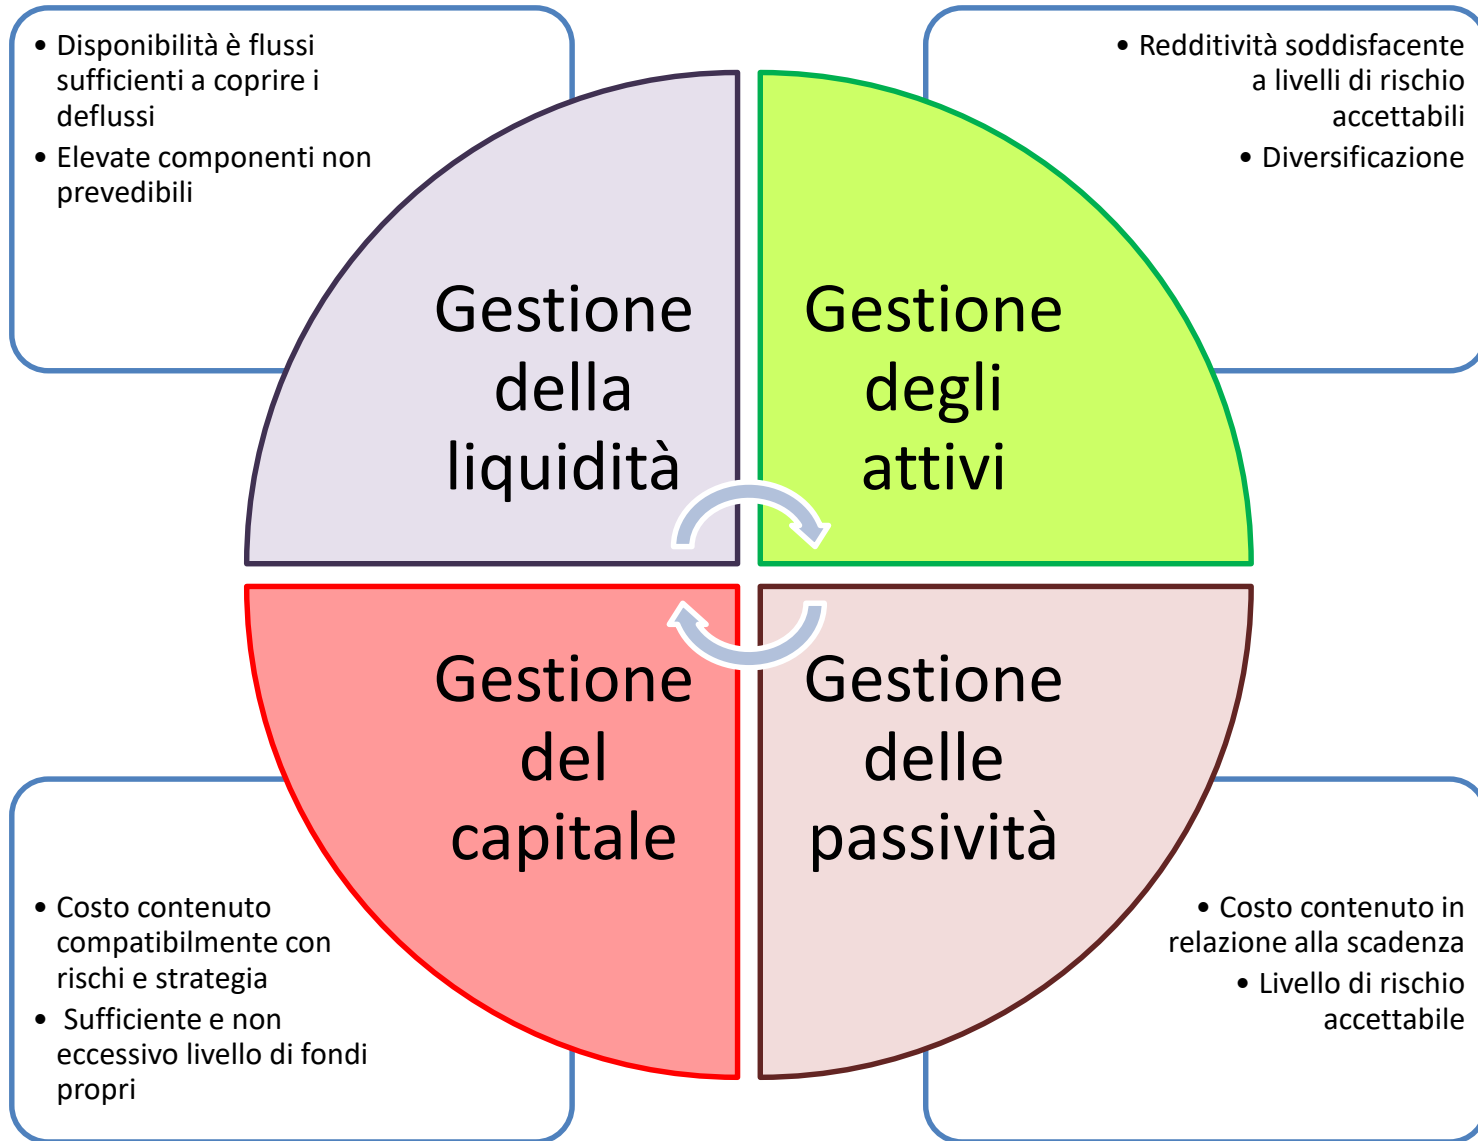 • Disponibilità è flussi
sufficienti a coprire i
deflussi
• Elevate componenti non
prevedibili
• Redditività soddisfacente
a livelli di rischio
accettabili
• Diversificazione
Gestione
della
liquidità
Gestione
degli
attivi
Gestione
del
capitale
Gestione
delle
passività
• Costo contenuto
compatibilmente con
rischi e strategia
• Sufficiente e non
eccessivo livello di fondi
propri
• Costo contenuto in
relazione alla scadenza
• Livello di rischio
accettabile